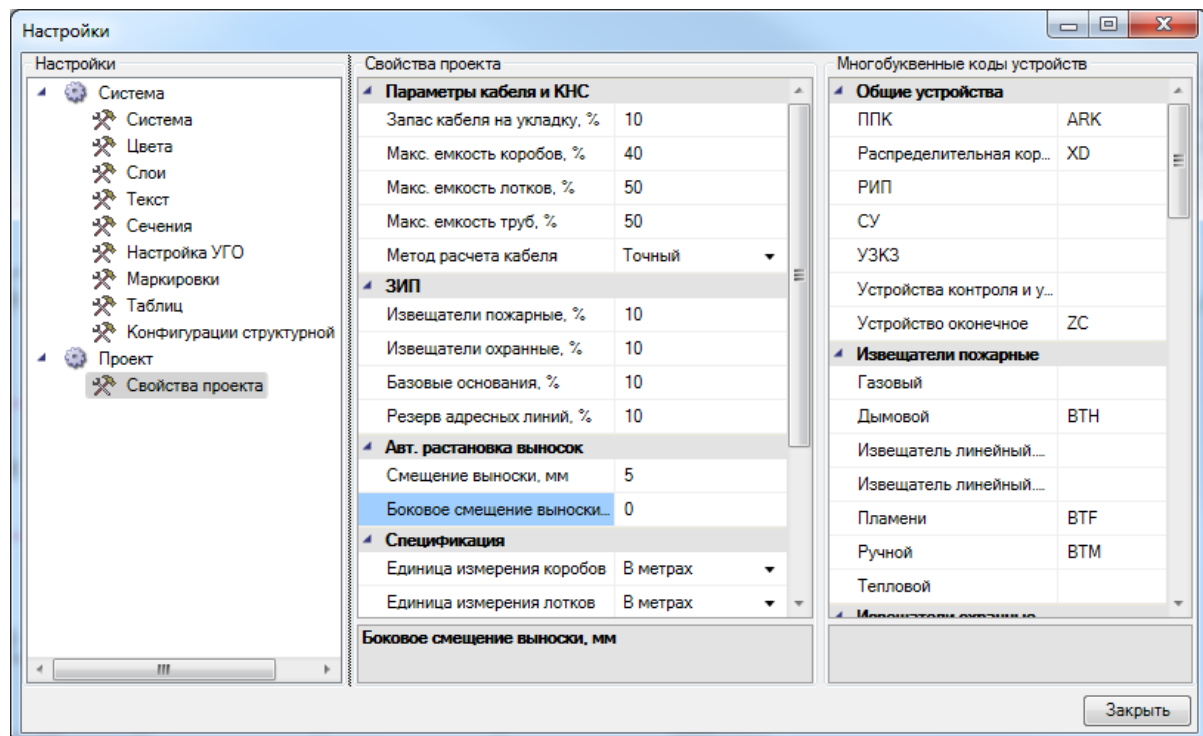 Настройки
Настройки
Система
Система
Цвета
Слои
Текст
Сечения
Настройка УГО
Маркировки
Таблиц
Конфигурации структурной
Проект
Свойства проекта
Свойства проекта
Параметры кабеля и КНС
Запас кабеля на укладку, % 10
Макс. емкость коробов, % 40
Макс. емкость лотков, % 50
Макс. емкость труб, % 50
Метод расчета кабеля Точный
ЗИП
Извещатели пожарные, % 10
Извещатели охранные, % 10
Базовые основания, % 10
Резерв адресных линий, % 10
Авт. растановка выносок
Смещение выноски, мм 5
Боковое смещение выноски... 0
Спецификация
Единица измерения коробов В метрах
Единица измерения лотков В метрах
Боковое смещение выноски, мм
Многобуквенные коды устройств
Общие устройства
ППК ARK
Распределительная кор... XD
РИП
СУ
УЗКЗ
Устройства контроля и у...
Устройство оконечное ZC
Извещатели пожарные
Газовый
Дымовой BTH
Извещатель линейный....
Извещатель линейный....
Пламени BTF
Ручной BTM
Тепловой
Извещатели охранные
Закрыть